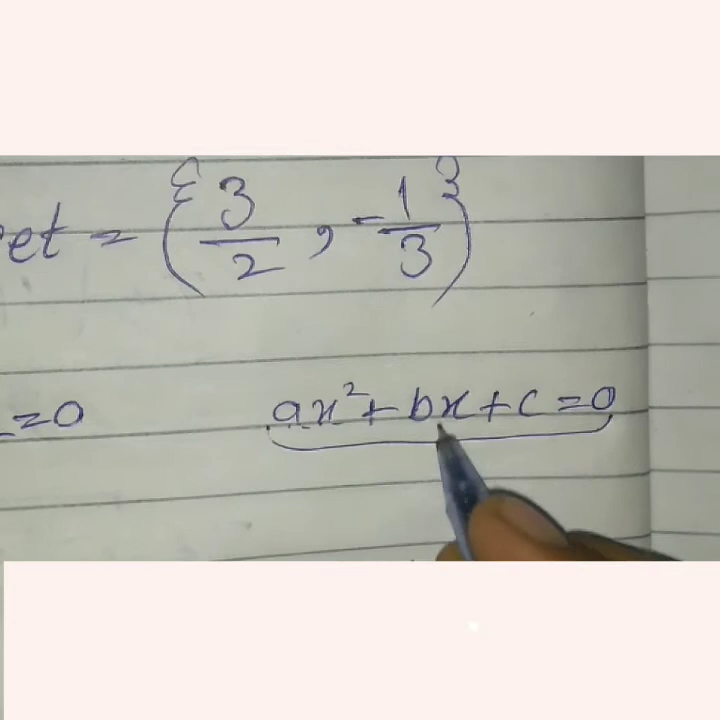 et = { ( 3/2 , -1/3 ) }
=0 ax²+bx+c=0